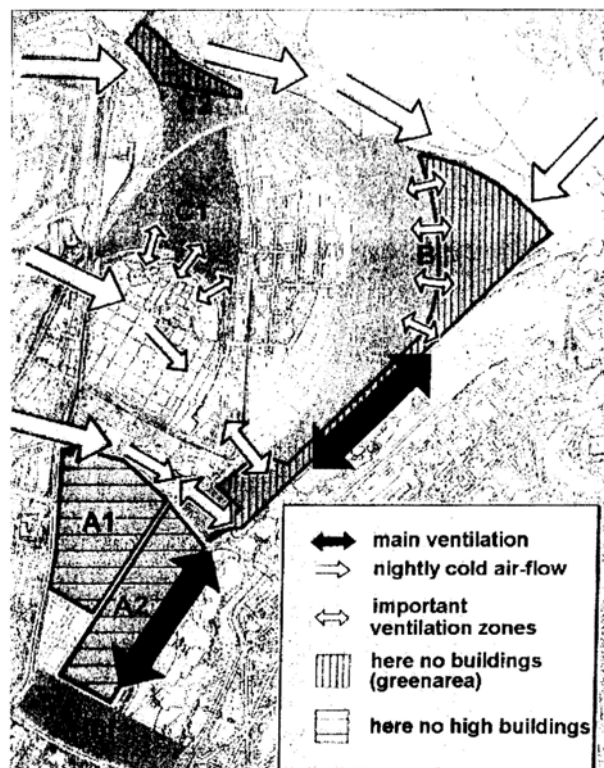 C2
C1
B
A1
A2
main ventilation
nightly cold air-flow
important
ventilation zones
here no buildings
(greenarea)
here no high buildings